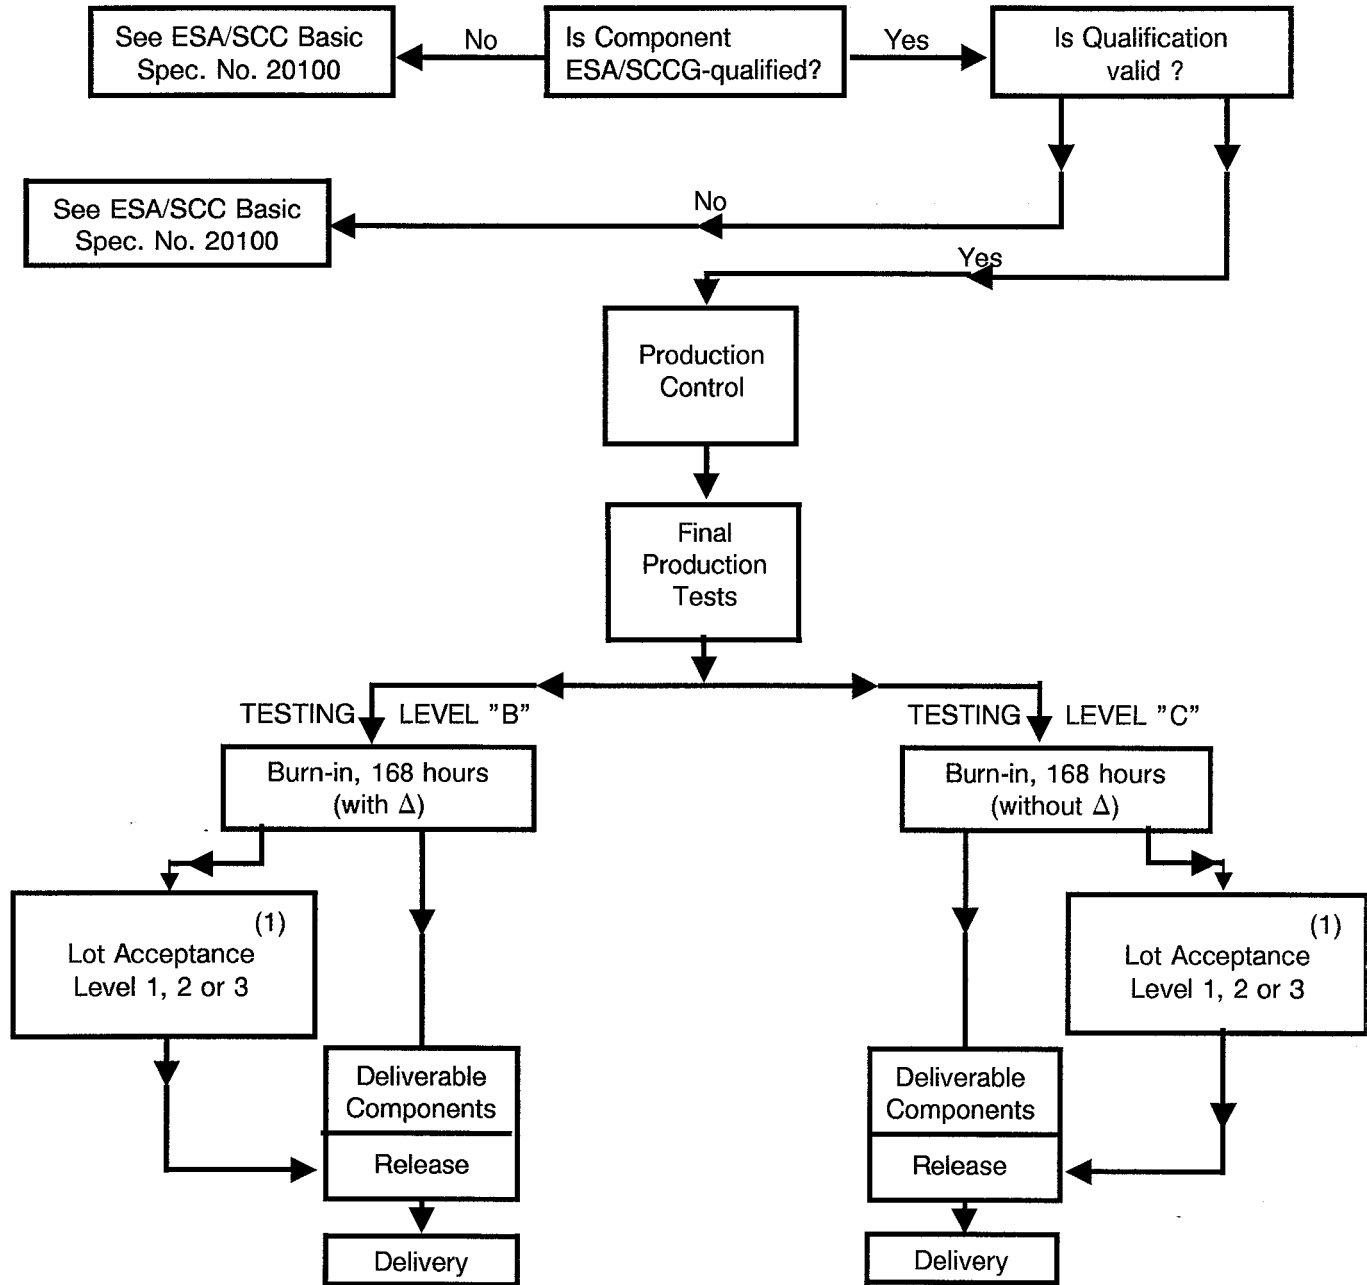 See ESA/SCC Basic
Spec. No. 20100
No
Is Component
ESA/SCCG-qualified?
Yes
Is Qualification
valid ?
See ESA/SCC Basic
Spec. No. 20100
No
Yes
Production
Control
Final
Production
Tests
TESTING LEVEL "B"
TESTING LEVEL "C"
Burn-in, 168 hours
(with Δ)
Burn-in, 168 hours
(without Δ)
(1)
Lot Acceptance
Level 1, 2 or 3
(1)
Lot Acceptance
Level 1, 2 or 3
Deliverable
Components
Release
Deliverable
Components
Release
Delivery
Delivery